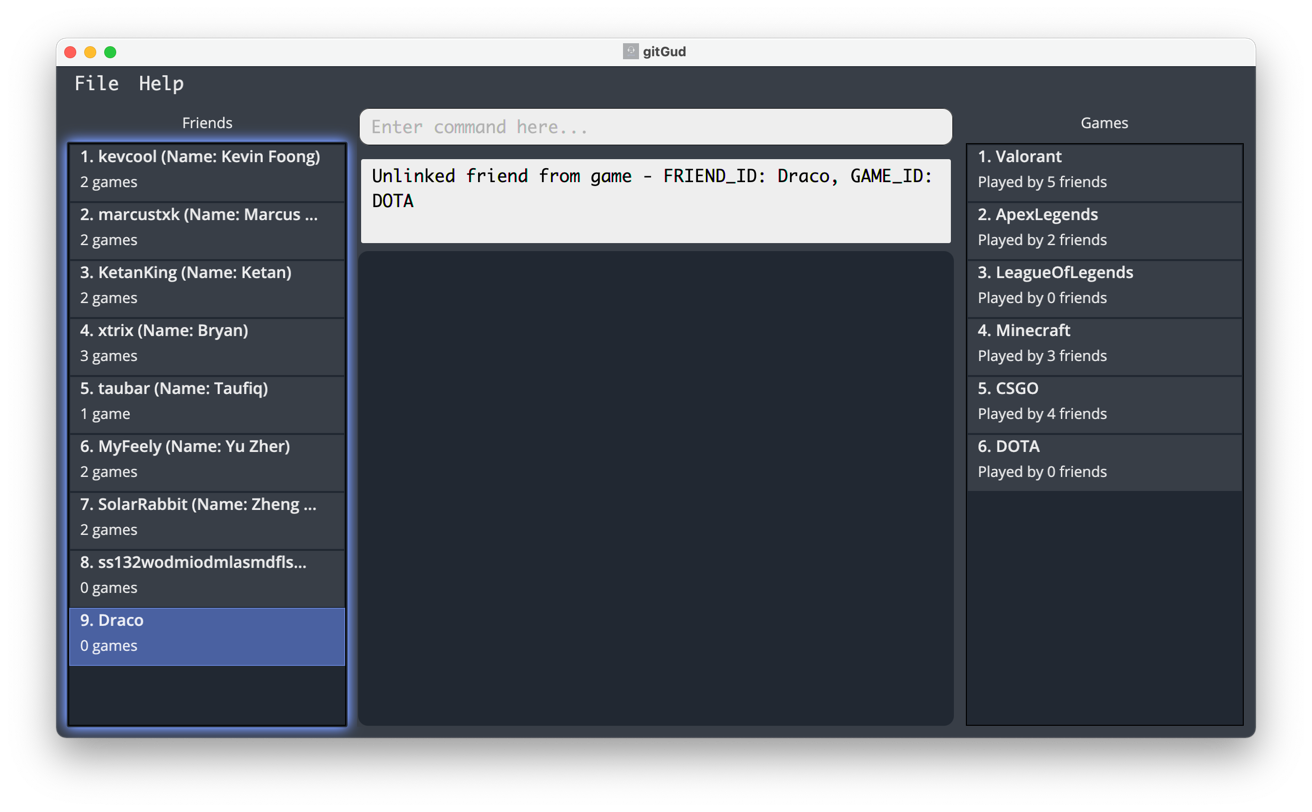 gitGud
File Help
Friends
1. kevcool (Name: Kevin Foong)
2 games
2. marcustxk (Name: Marcus ...
2 games
3. KetanKing (Name: Ketan)
2 games
4. xtrix (Name: Bryan)
3 games
5. taubar (Name: Taufiq)
1 game
6. MyFeely (Name: Yu Zher)
2 games
7. SolarRabbit (Name: Zheng ...
2 games
8. ss132wodmiodmlasmdfls...
0 games
9. Draco
0 games
Enter command here...
Unlinked friend from game - FRIEND_ID: Draco, GAME_ID:
DOTA
Games
1. Valorant
Played by 5 friends
2. ApexLegends
Played by 2 friends
3. LeagueOfLegends
Played by 0 friends
4. Minecraft
Played by 3 friends
5. CSGO
Played by 4 friends
6. DOTA
Played by 0 friends